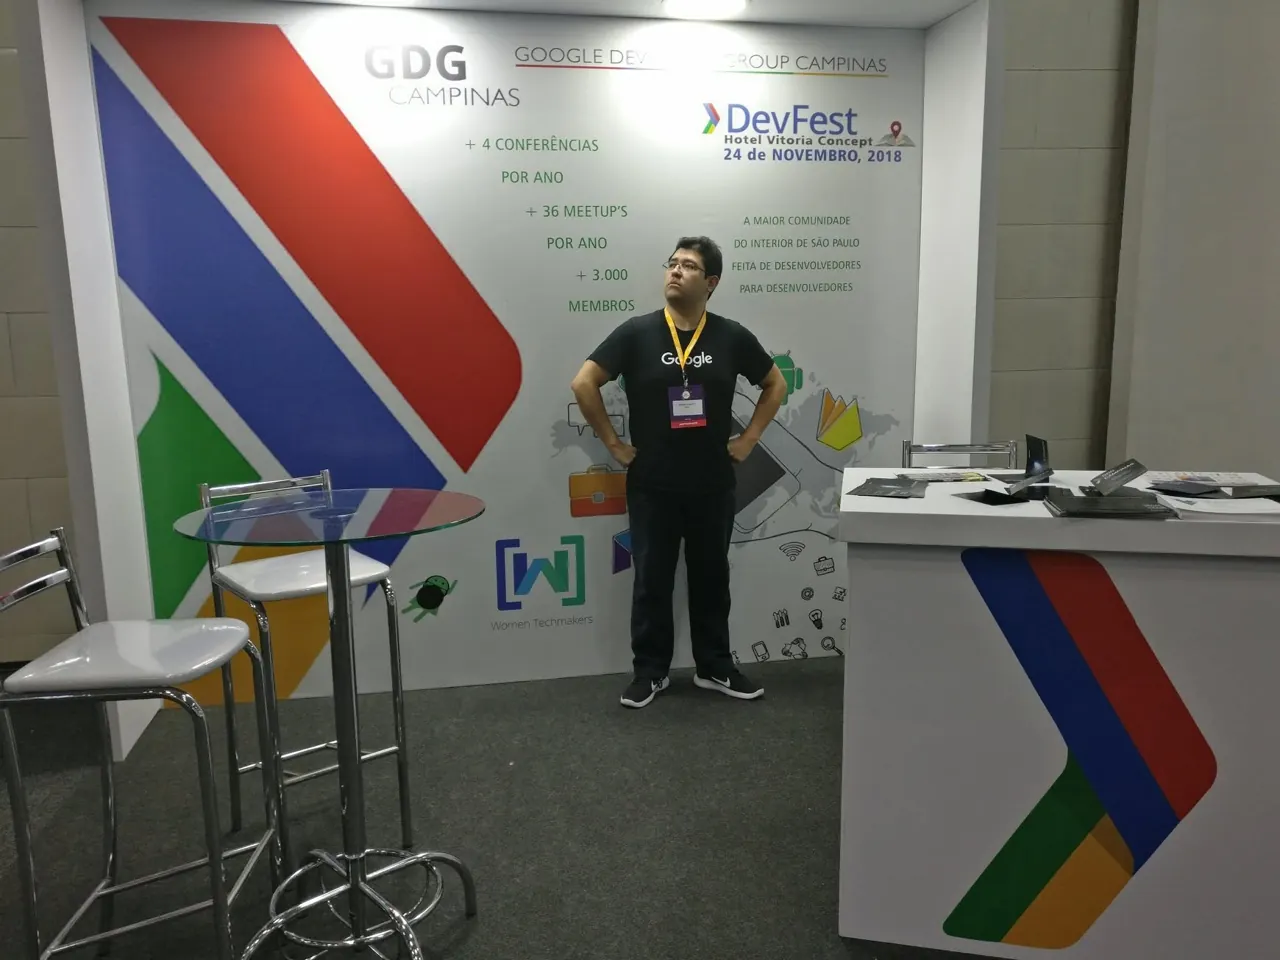 GDG
CAMPINAS
GOOGLE DEV GROUP CAMPINAS
DevFest
Hotel Vitoria Concept
24 de NOVEMBRO, 2018
+ 4 CONFERÊNCIAS
POR ANO
+ 36 MEETUP'S
POR ANO
+ 3.000
MEMBROS
A MAIOR COMUNIDADE
DO INTERIOR DE SÃO PAULO
FEITA DE DESENVOLVEDORES
PARA DESENVOLVEDORES
Google
W
Women Techmakers